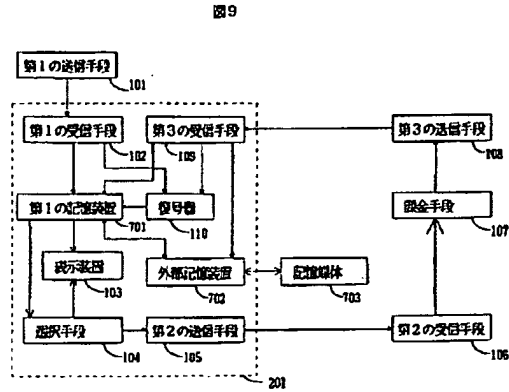 図9
第1の送信手段
101
第1の受信手段
102
第3の受信手段
109
第3の送信手段
108
第1の記憶装置
701
復号器
110
課金手段
107
表示装置
103
外部記憶装置
702
記憶媒体
703
選択手段
104
第2の送信手段
105
第2の受信手段
106
201